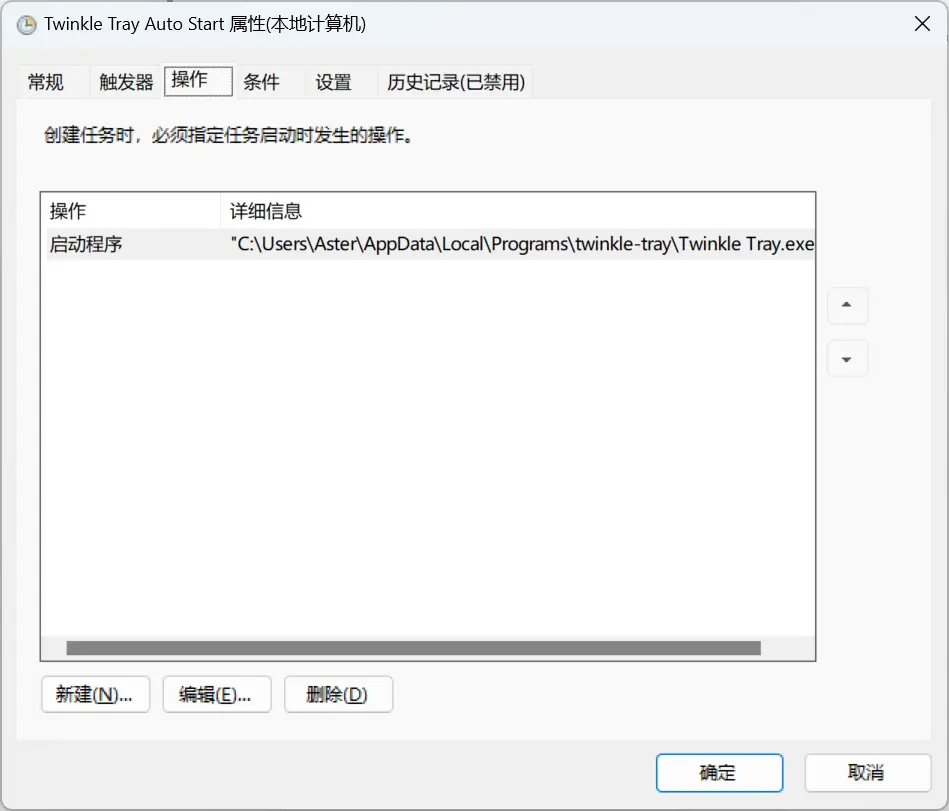 Twinkle Tray Auto Start 属性(本地计算机)
常规 触发器 操作 条件 设置 历史记录(已禁用)
创建任务时，必须指定任务启动时发生的操作。
操作 详细信息
启动程序 "C:\Users\Aster\AppData\Local\Programs\twinkle-tray\Twinkle Tray.exe
新建(N)... 编辑(E)... 删除(D)
确定 取消